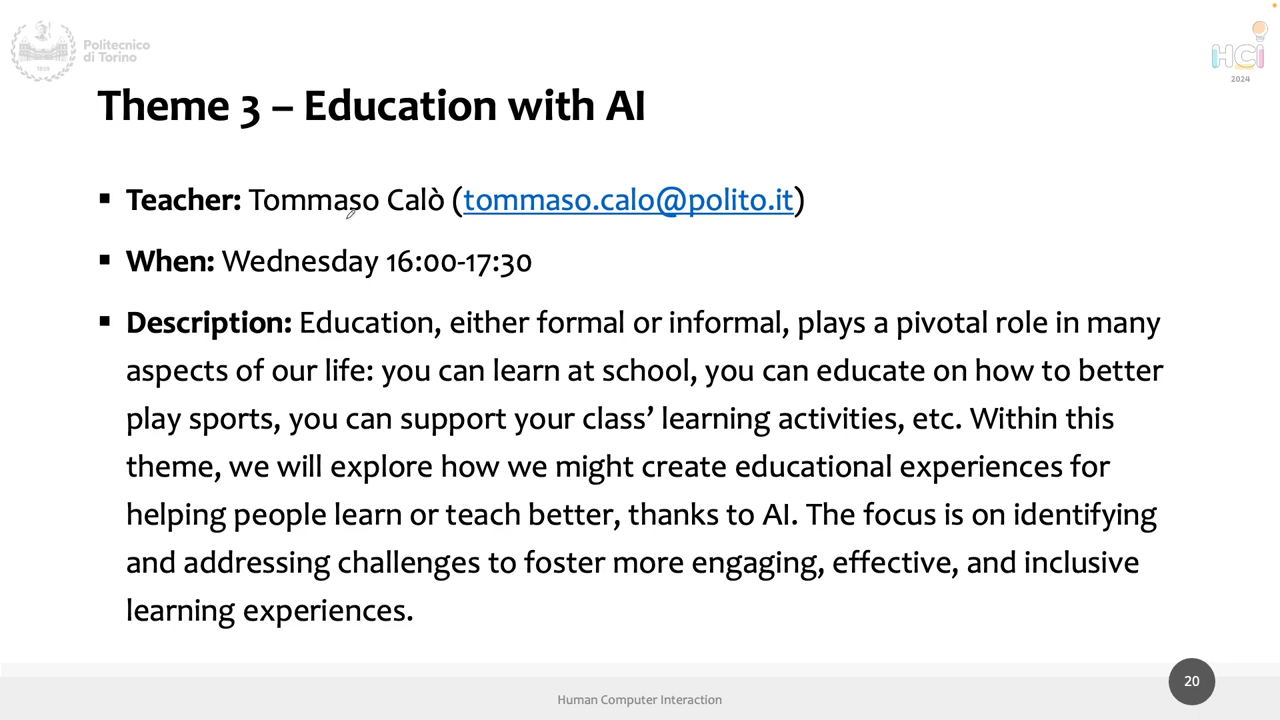 Politecnico
di Torino
1859
HCI
2024
Theme 3 – Education with AI
▪ Teacher: Tommaso Calò (tommaso.calo@polito.it)
▪ When: Wednesday 16:00-17:30
▪ Description: Education, either formal or informal, plays a pivotal role in many
aspects of our life: you can learn at school, you can educate on how to better
play sports, you can support your class’ learning activities, etc. Within this
theme, we will explore how we might create educational experiences for
helping people learn or teach better, thanks to AI. The focus is on identifying
and addressing challenges to foster more engaging, effective, and inclusive
learning experiences.
Human Computer Interaction
20